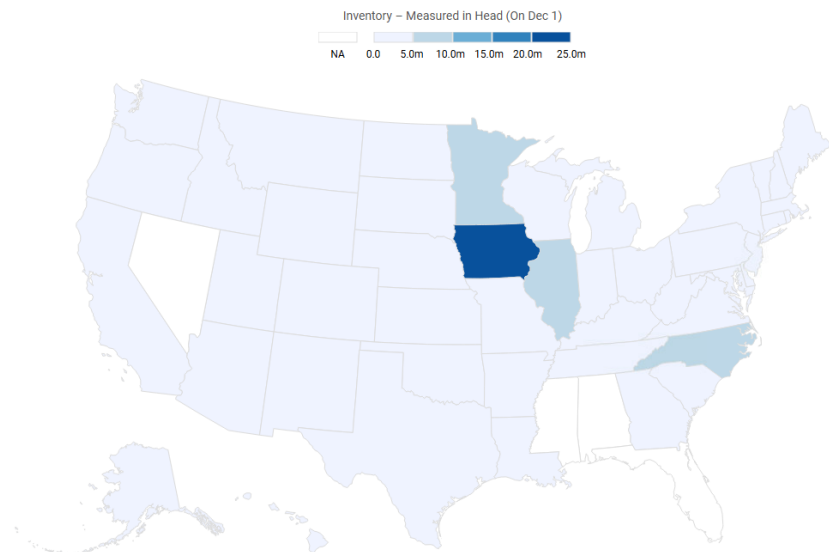 Inventory – Measured in Head (On Dec 1)
NA 0.0 5.0m 10.0m 15.0m 20.0m 25.0m